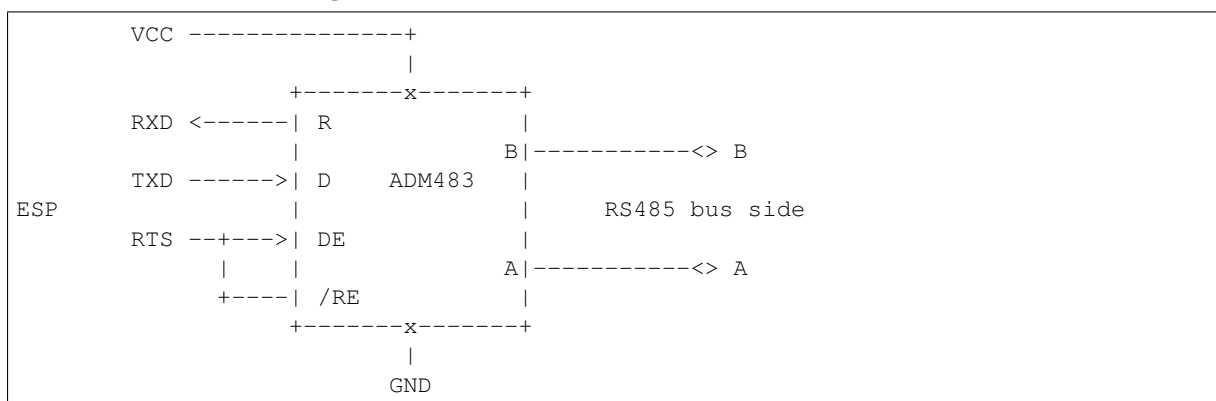 VCC ---------------+
|
+-------x-------+
RXD <------| R |
| B|-----------<> B
TXD ------>| D ADM483 |
ESP | | RS485 bus side
RTS --+--->| DE |
| | A|-----------<> A
+----| /RE |
+-------x-------+
|
GND